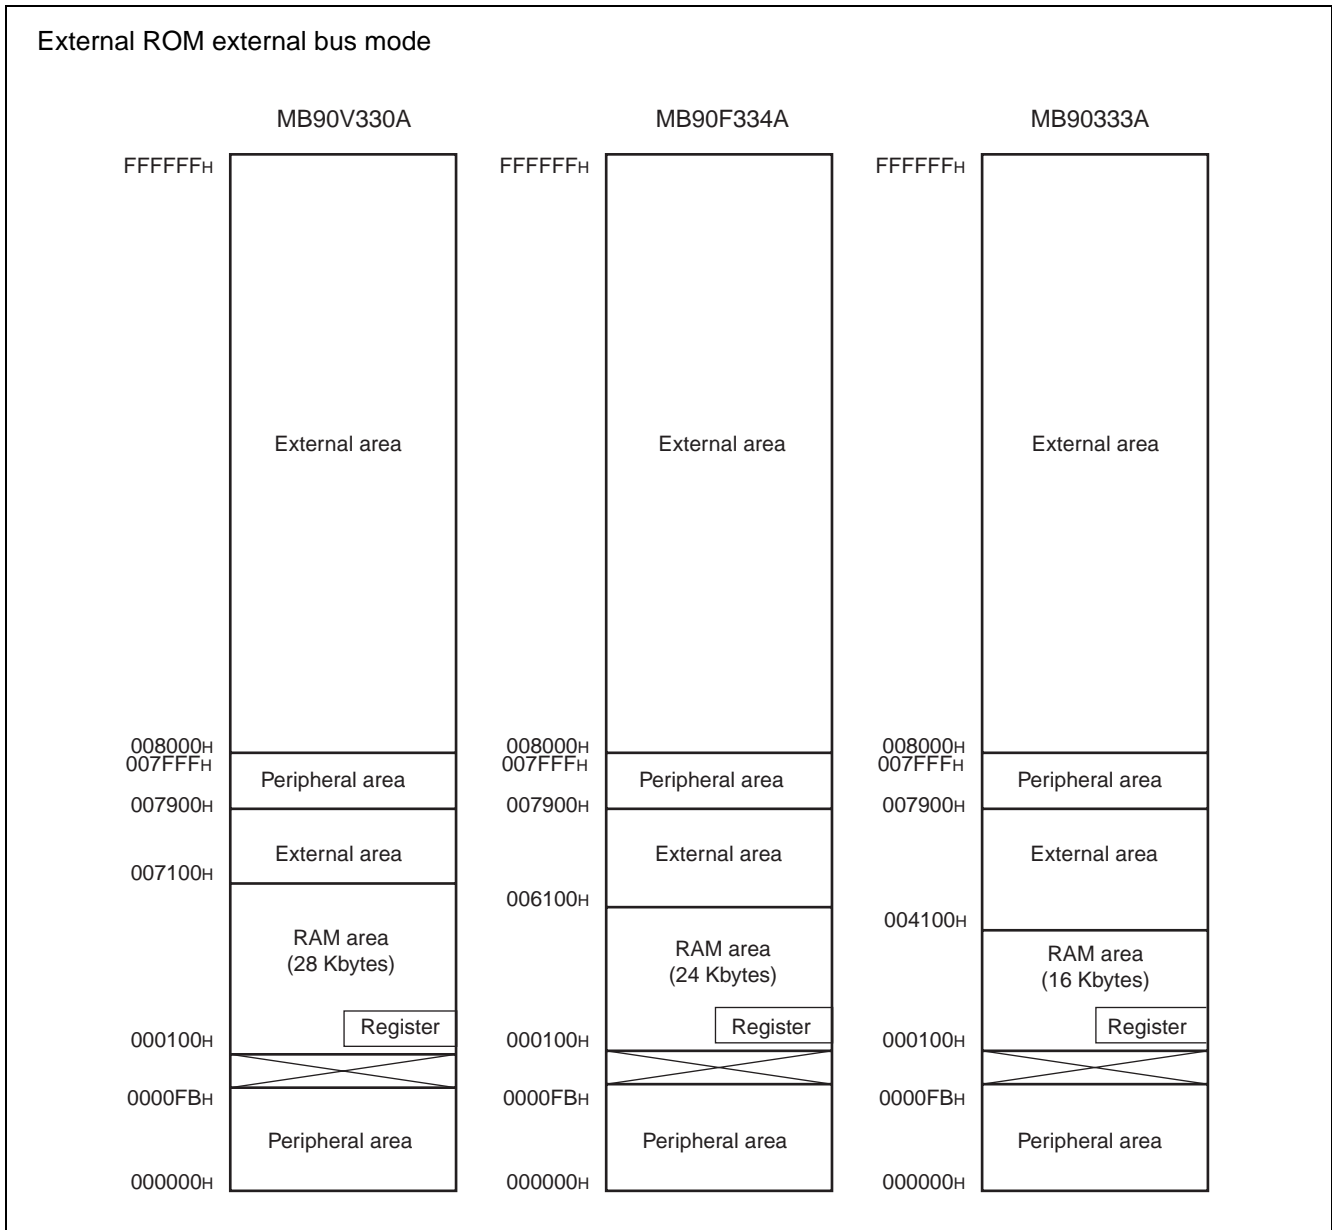 External ROM external bus mode
MB90V330A
FFFFFFH
External area
008000H
007FFFH
Peripheral area
007900H
External area
007100H
RAM area
(28 Kbytes)
Register
000100H
0000FBH
Peripheral area
000000H
MB90F334A
FFFFFFH
External area
008000H
007FFFH
Peripheral area
007900H
External area
006100H
RAM area
(24 Kbytes)
Register
000100H
0000FBH
Peripheral area
000000H
MB90333A
FFFFFFH
External area
008000H
007FFFH
Peripheral area
007900H
External area
004100H
RAM area
(16 Kbytes)
Register
000100H
0000FBH
Peripheral area
000000H